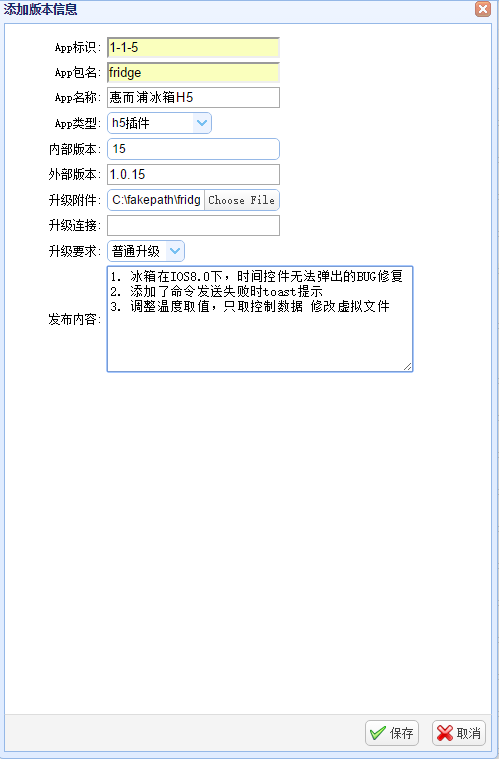 添加版本信息
App标识: 1-1-5
App包名: fridge
App名称: 惠而浦冰箱H5
App类型: h5插件
内部版本: 15
外部版本: 1.0.15
升级附件: C:\fakepath\fridg Choose File
升级连接:
升级要求: 普通升级
发布内容:
1. 冰箱在IOS8.0下，时间控件无法弹出的BUG修复
2. 添加了命令发送失败时toast提示
3. 调整温度取值，只取控制数据 修改虚拟文件
保存 取消